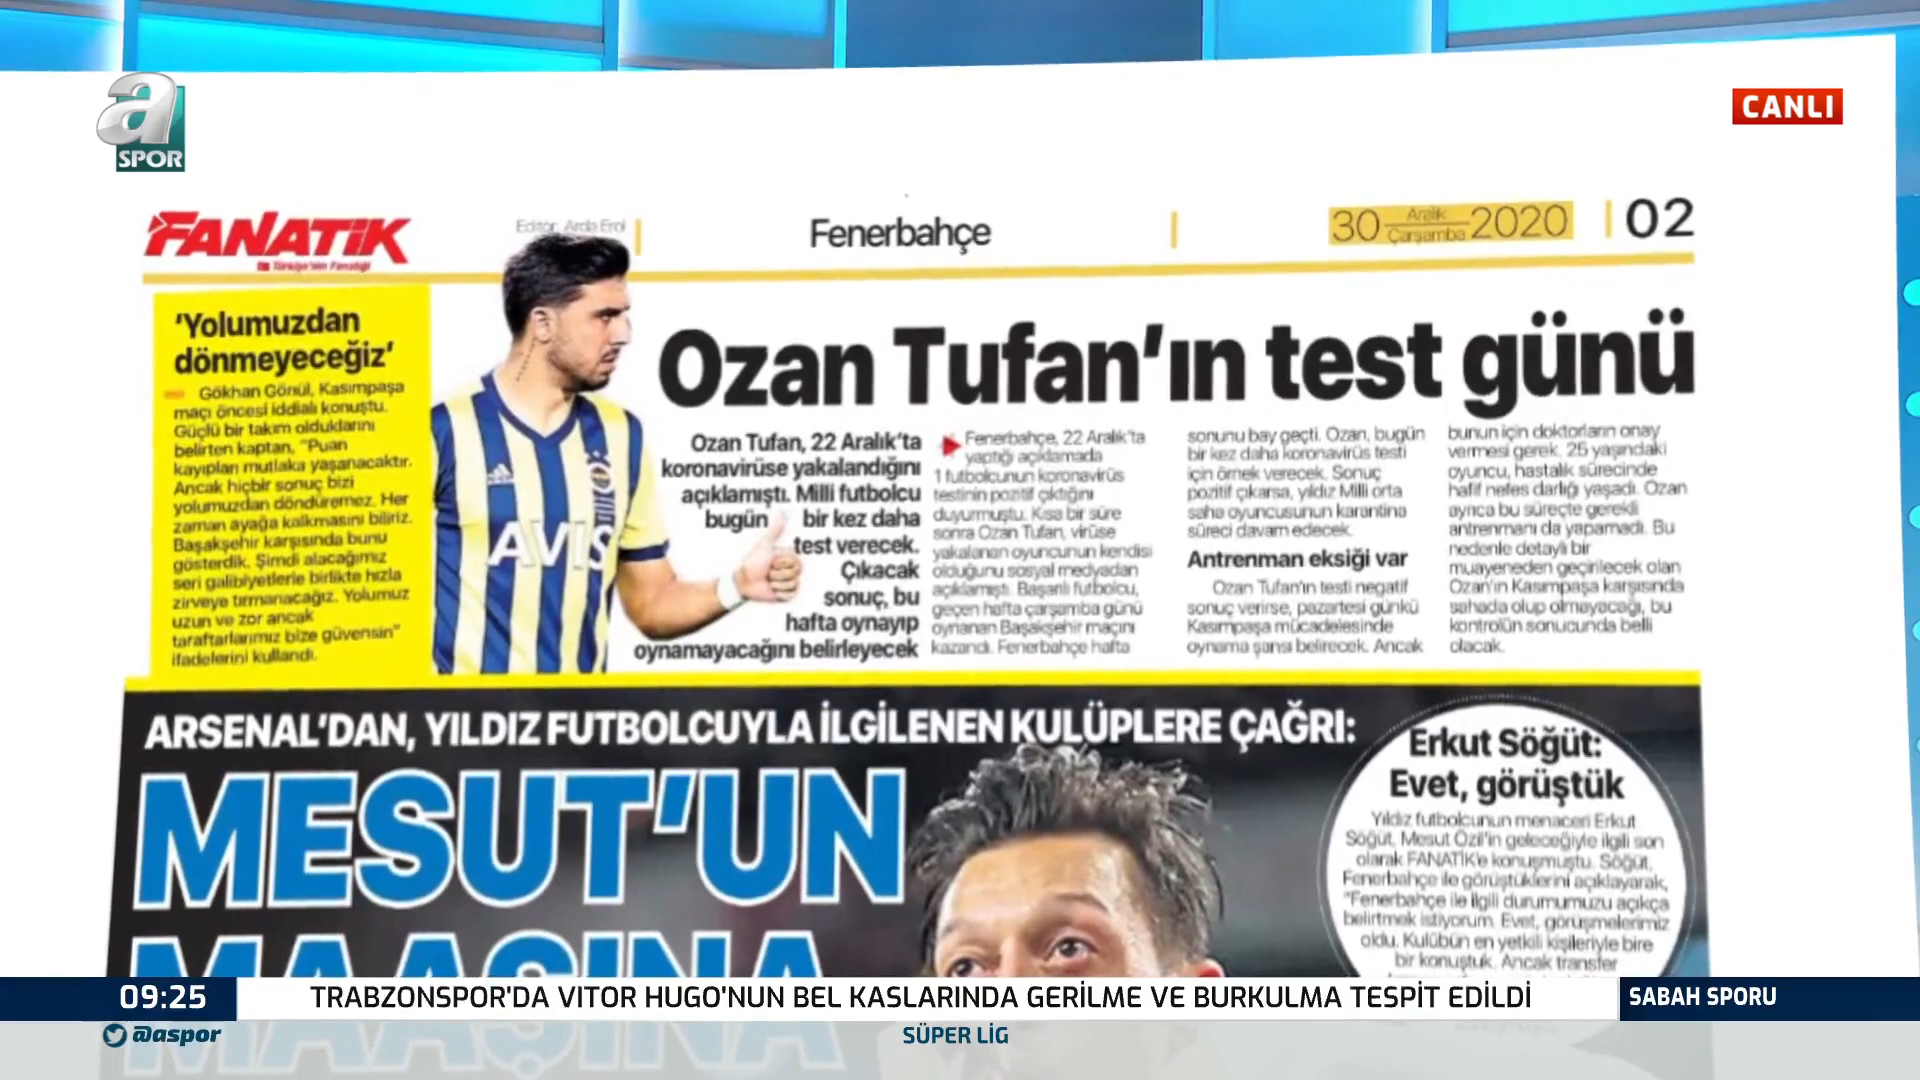 a
SPOR
CANLI
FANATiK
Türkiye'nin Fanatiği
Editör: Arda Erol
Fenerbahçe
30 Aralık Çarşamba 2020
02
'Yolumuzdan
dönmeyeceğiz'
Gökhan Gönül, Kasımpaşa
maçı öncesi iddialı konuştu.
Güçlü bir takım olduklarını
belirten kaptan, "Puan
kayıpları mutlaka yaşanacaktır.
Ancak hiçbir sonuç bizi
yolumuzdan döndüremez. Her
zaman ayağa kalkmasını biliriz.
Başakşehir karşısında bunu
gösterdik. Şimdi alacağımız
seri galibiyetlerle birlikte hızla
zirveye tırmanacağız. Yolumuz
uzun ve zor ancak
taraftarlarımız bize güvensin"
ifadelerini kullandı.
AVIS
Ozan Tufan'ın test günü
Ozan Tufan, 22 Aralık'ta
koronavirüse yakalandığını
açıklamıştı. Milli futbolcu
bugün bir kez daha
test verecek.
Çıkacak
sonuç, bu
hafta oynayıp
oynamayacağını belirleyecek
Fenerbahçe, 22 Aralık'ta
yaptığı açıklamada
1 futbolcunun koronavirüs
testinin pozitif çıktığını
duyurmuştu. Kısa bir süre
sonra Ozan Tufan, virüse
yakalanan oyuncunun kendisi
olduğunu sosyal medyadan
açıklamıştı. Başarılı futbolcu,
geçen hafta çarşamba günü
oynanan Başakşehir maçını
kazandı. Fenerbahçe hafta
sonunu bay geçti. Ozan, bugün
bir kez daha koronavirüs testi
için örnek verecek. Sonuç
pozitif çıkarsa, yıldız Milli orta
saha oyuncusunun karantina
süreci davam edecek.
Antrenman eksiği var
Ozan Tufan'ın testi negatif
sonuç verirse, pazartesi günkü
Kasımpaşa mücadelesinde
oynama şansı belirecek. Ancak
bunun için doktorların onay
vermesi gerek. 25 yaşındaki
oyuncu, hastalık sürecinde
hafif nefes darlığı yaşadı. Ozan
ayrıca bu süreçte gerekli
antrenmanı da yapamadı. Bu
nedenle detaylı bir
muayeneden geçirilecek olan
Ozan'ın Kasımpaşa karşısında
sahada olup olmayacağı, bu
kontrolün sonucunda belli
olacak.
ARSENAL'DAN, YILDIZ FUTBOLCUYLA İLGİLENEN KULÜPLERE ÇAĞRI:
MESUT'UN
MAAŞINA
Erkut Söğüt:
Evet, görüştük
Yıldız futbolcunun menaceri Erkut
Söğüt, Mesut Özil'in geleceğiyle ilgili son
olarak FANATİK'e konuşmuştu. Söğüt,
Fenerbahçe ile görüştüklerini açıklayarak,
"Fenerbahçe ile ilgili durumumuzu açıkça
belirtmek istiyorum. Evet, görüşmelerimiz
oldu. Kulübün en yetkili kişileriyle bire
bir konuştuk. Ancak transfer
09:25
TRABZONSPOR'DA VITOR HUGO'NUN BEL KASLARINDA GERİLME VE BURKULMA TESPİT EDİLDİ
SABAH SPORU
@aspor
SÜPER LİG